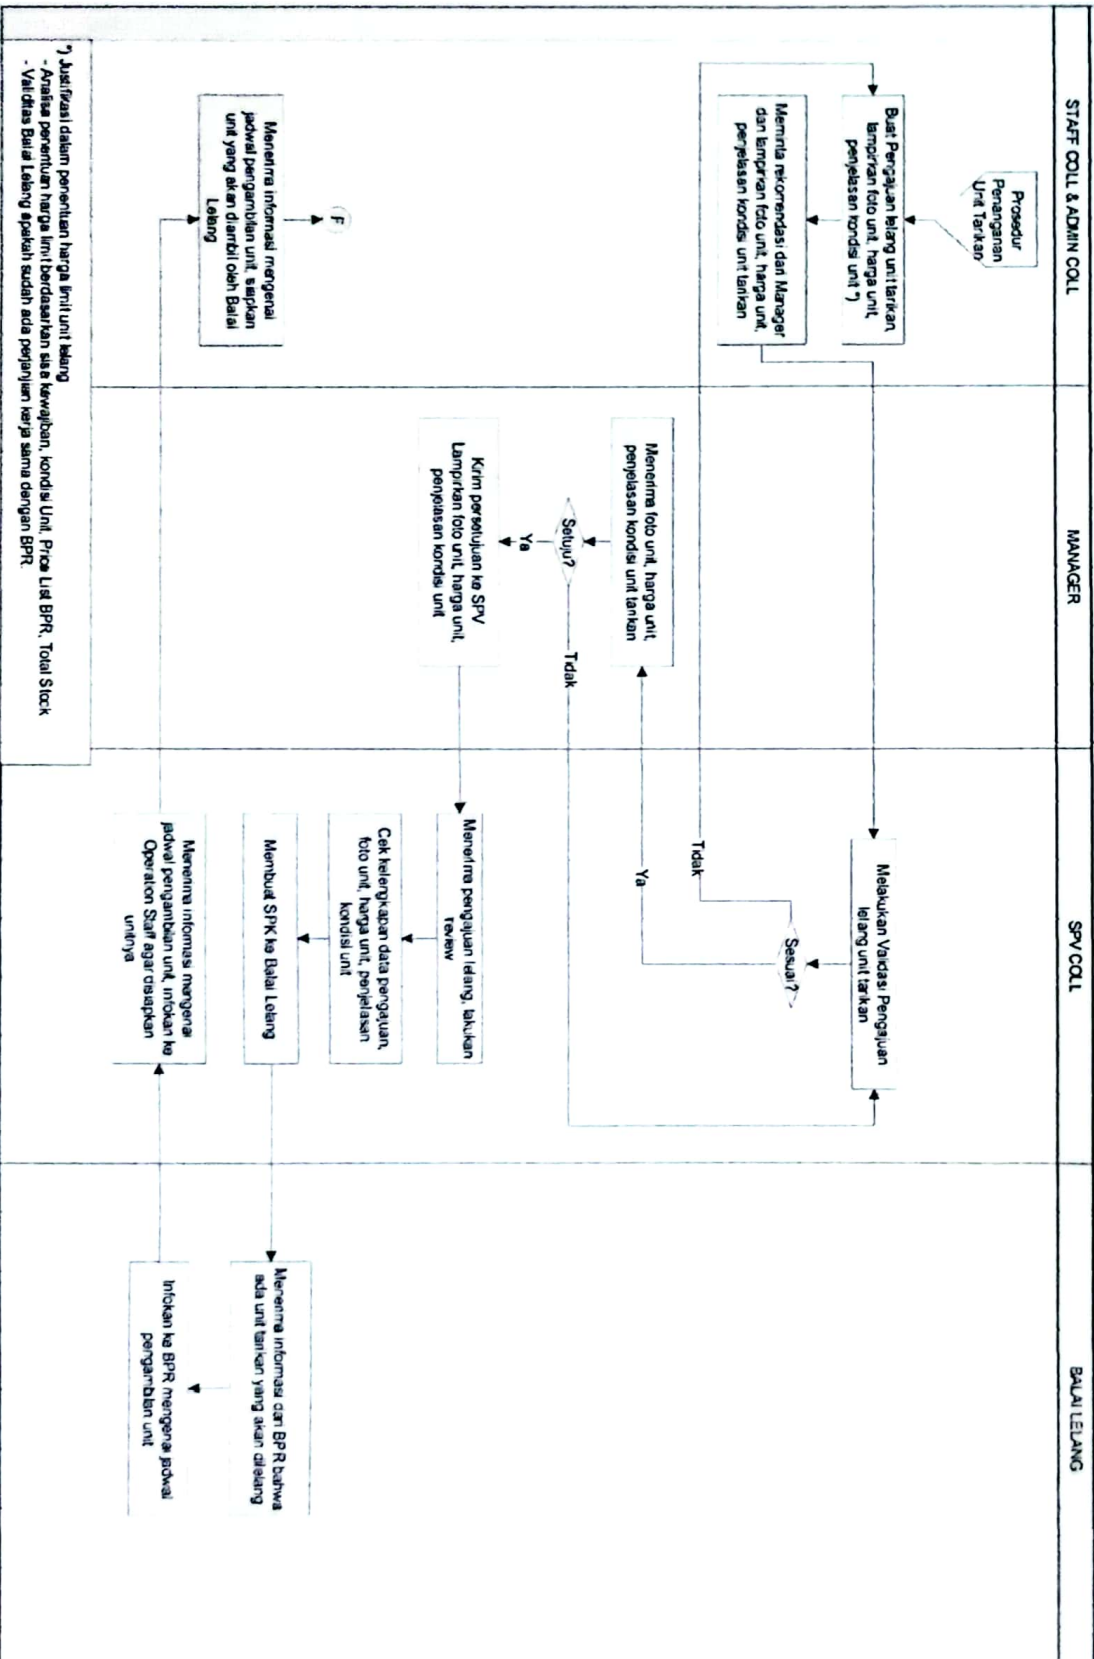 STAFF COLL & ADMIN COLL
MANAGER
SPV COLL
BALAI LELANG
Prosedur
Penanganan
Unit Tarikan
Buat Pengajuan lelang unit tarikan,
lampirkan foto unit, harga unit,
penjelasan kondisi unit *)
Meminta rekomendasi dari Manager
dan lampirkan foto unit, harga unit,
penjelasan kondisi unit tarikan
Melakukan Validasi Pengajuan
lelang unit tarikan
Sesuai?
Tidak
Ya
Menerima foto unit, harga unit,
penjelasan kondisi unit tarikan
Setuju?
Tidak
Ya
Kirim persetujuan ke SPV
Lampirkan foto unit, harga unit,
penjelasan kondisi unit
Menerima pengajuan lelang, lakukan
review
Cek kelengkapan data pengajuan,
foto unit, harga unit, penjelasan
kondisi unit
Membuat SPK ke Balai Lelang
Menerima informasi dari BPR bahwa
ada unit tarikan yang akan dilelang
Infokan ke BPR mengenai jadwal
pengambilan unit
Menerima informasi mengenai
jadwal pengambilan unit, infokan ke
Operation Staff agar disiapkan
unitnya
Menerima informasi mengenai
jadwal pengambilan unit, siapkan
unit yang akan diambil oleh Balai
Lelang
F
*) Justifikasi dalam penentuan harga limit unit lelang
- Analisa penentuan harga limit berdasarkan sisa kewajiban, kondisi Unit, Price List BPR, Total Stock
- Validitas Balai Lelang apakah sudah ada perjanjian kerja sama dengan BPR.